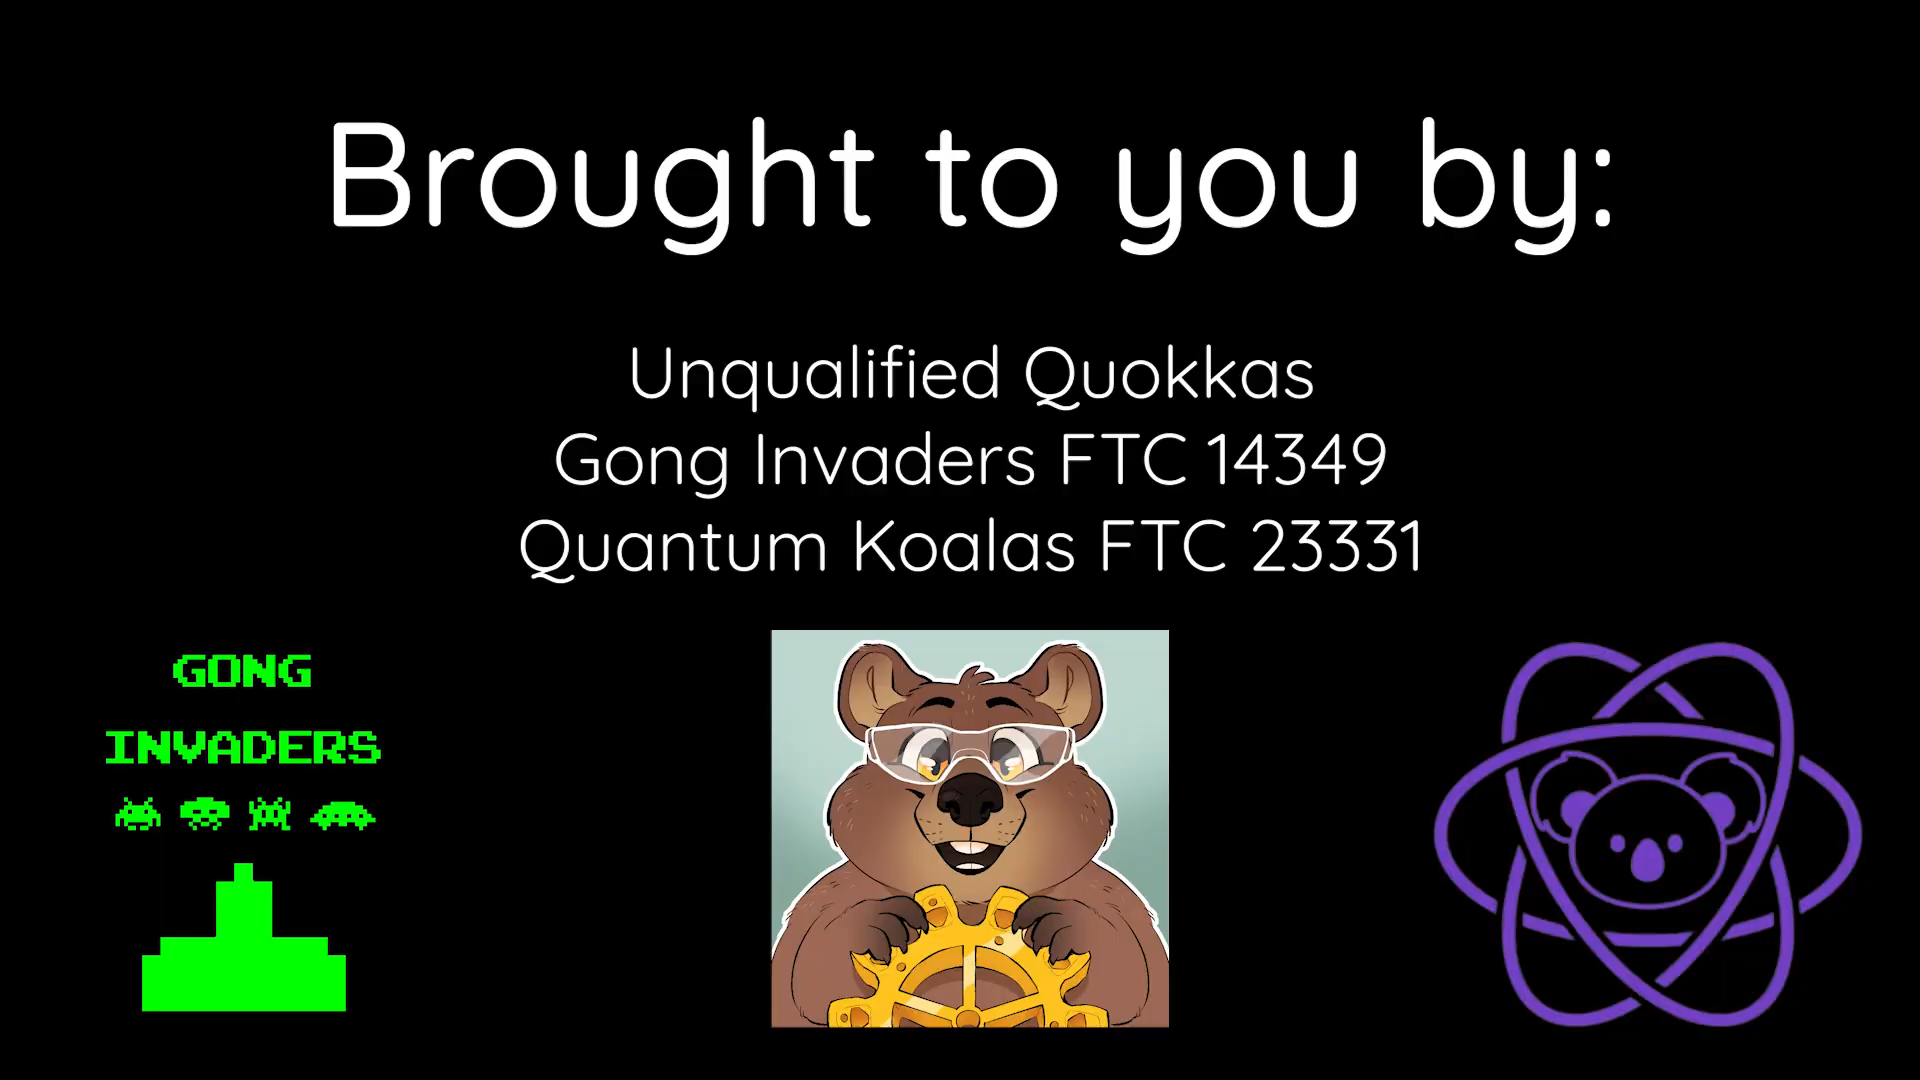 Brought to you by:
Unqualified Quokkas
Gong Invaders FTC 14349
Quantum Koalas FTC 23331
GONG
INVADERS